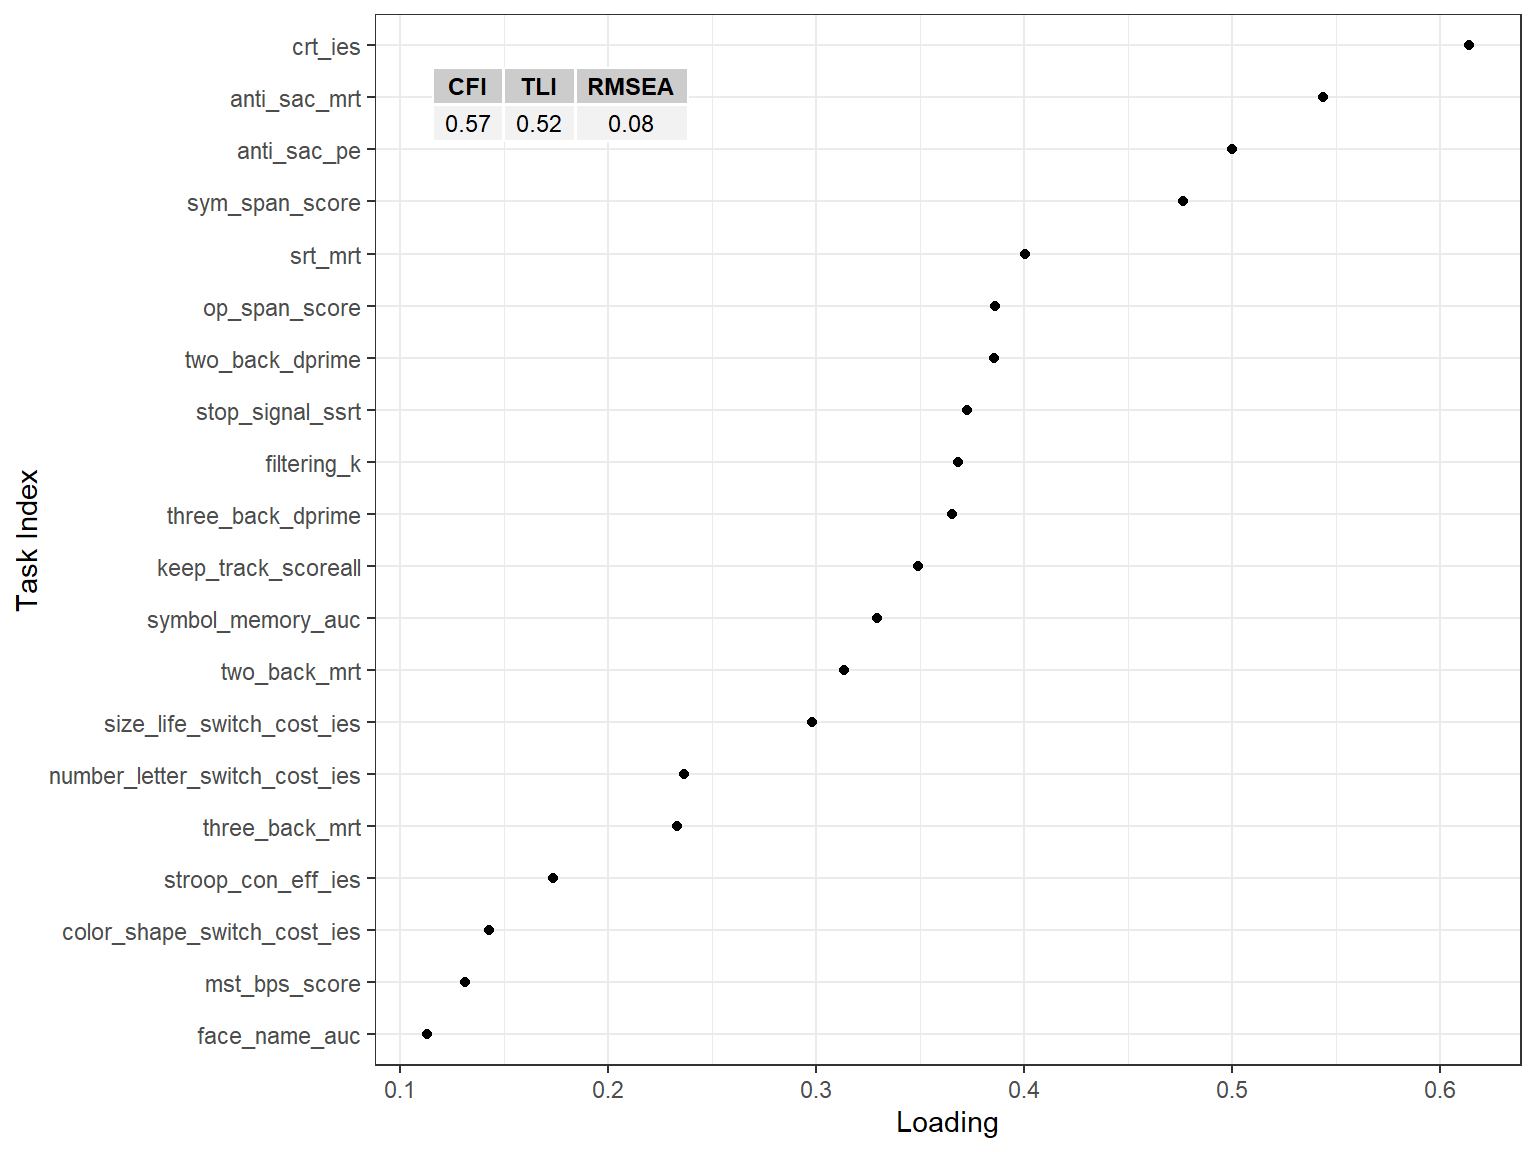 crt_ies
CFI TLI RMSEA
anti_sac_mrt
0.57 0.52 0.08
anti_sac_pe
sym_span_score
srt_mrt
op_span_score
two_back_dprime
stop_signal_ssrt
filtering_k
three_back_dprime
Task Index
keep_track_scoreall
symbol_memory_auc
two_back_mrt
size_life_switch_cost_ies
number_letter_switch_cost_ies
three_back_mrt
stroop_con_eff_ies
color_shape_switch_cost_ies
mst_bps_score
face_name_auc
0.1 0.2 0.3 0.4 0.5 0.6
Loading